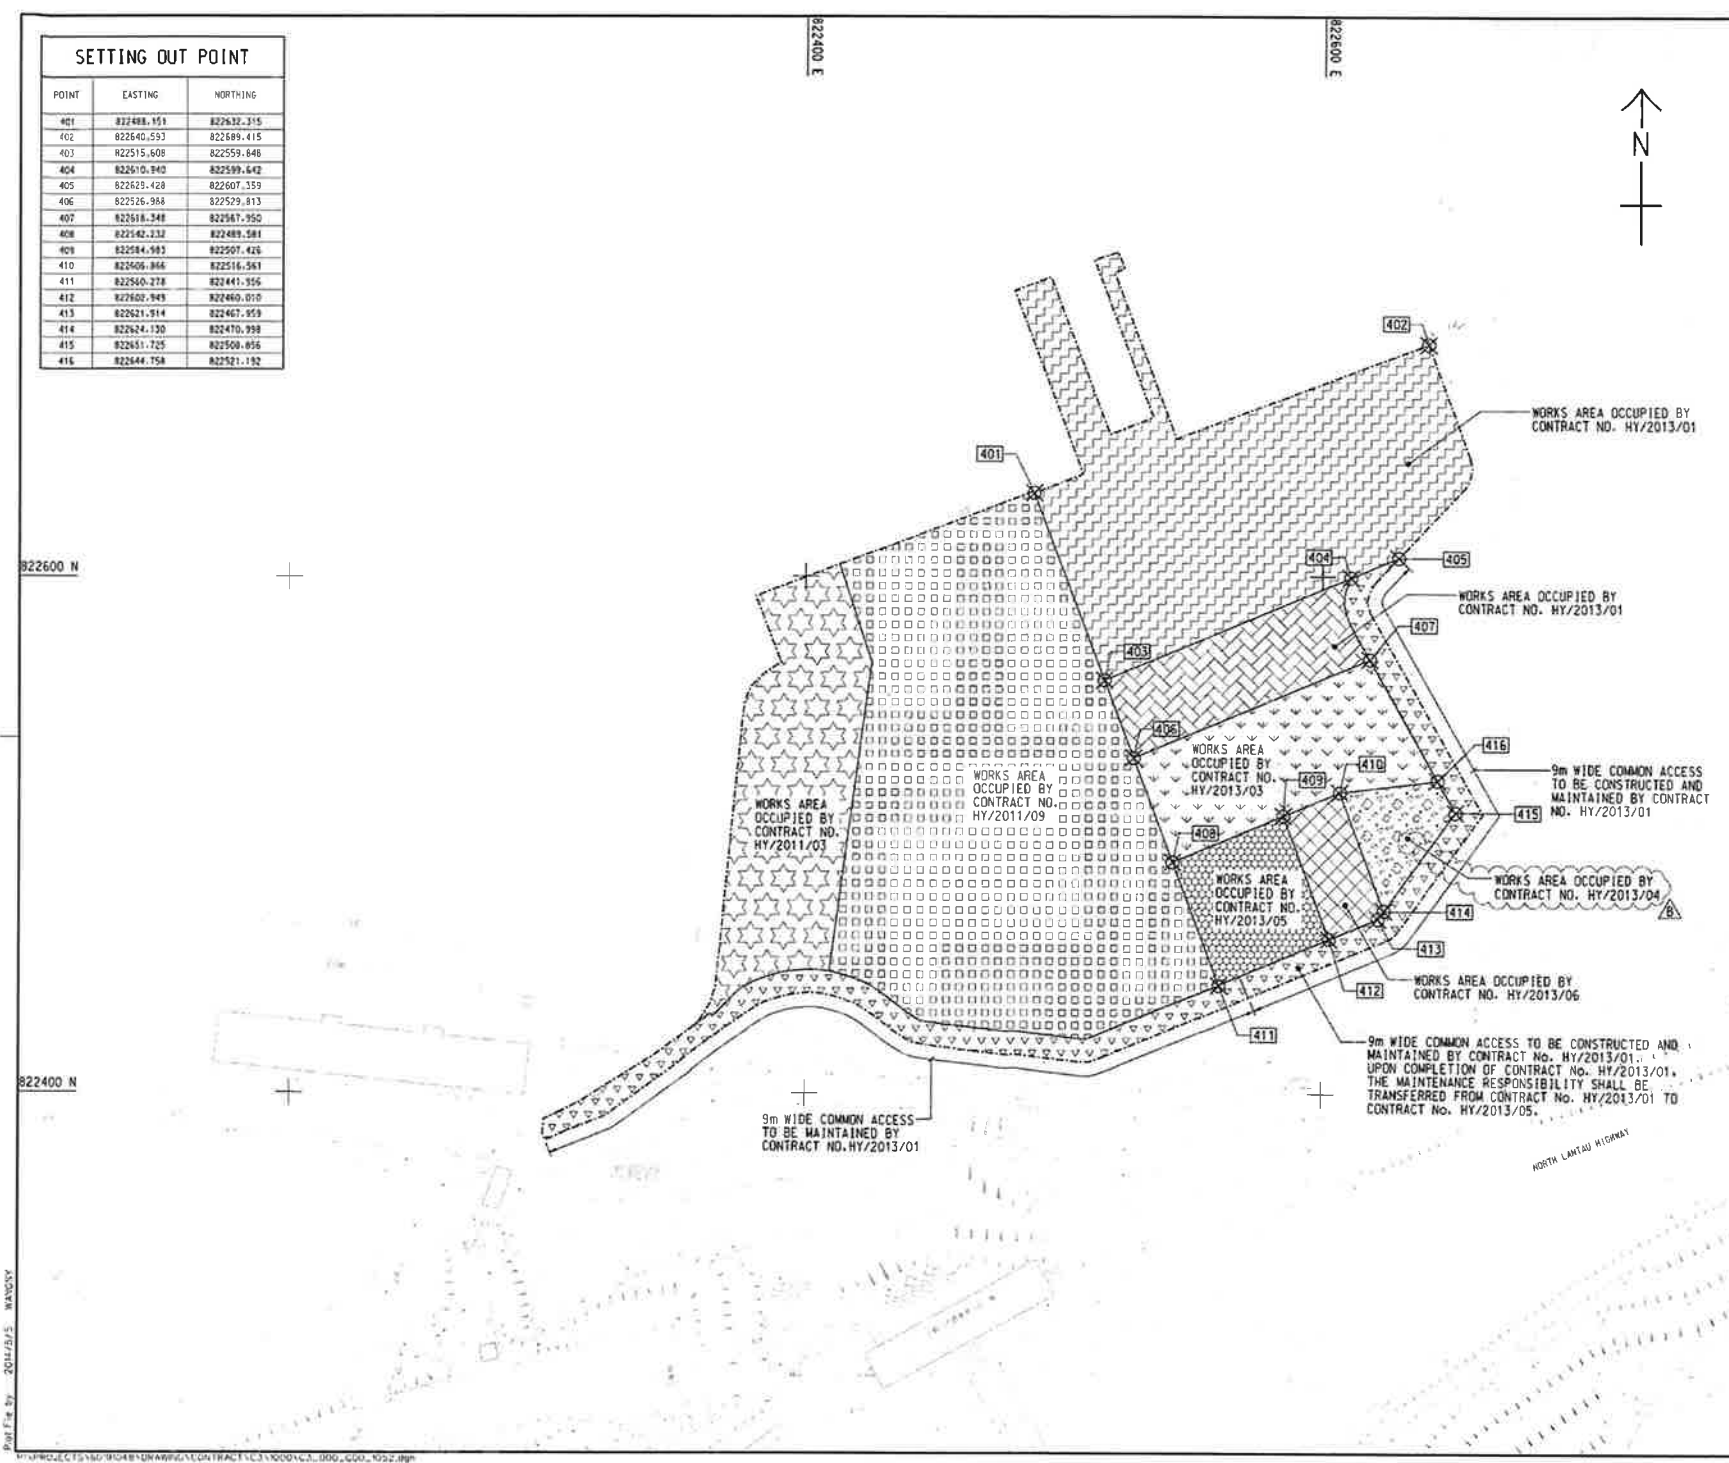 SETTING OUT POINT
POINT EASTING NORTHING
401 822488.151 822632.315
402 822640.593 822689.415
403 822515.608 822559.848
404 822610.940 822599.642
405 822629.428 822607.359
406 822526.988 822529.813
407 822618.348 822567.950
408 822542.232 822489.581
409 822584.983 822507.426
410 822606.866 822516.561
411 822560.278 822441.556
412 822602.949 822460.010
413 822621.914 822467.959
414 822624.130 822470.998
415 822651.725 822508.856
416 822644.758 822521.192
822400 E
822600 E
N
822600 N
822400 N
402
401
WORKS AREA OCCUPIED BY
CONTRACT NO. HY/2013/01
404
405
WORKS AREA OCCUPIED BY
CONTRACT NO. HY/2013/01
407
403
406
WORKS AREA
OCCUPIED BY
CONTRACT NO.
HY/2013/03
409
410
416
9m WIDE COMMON ACCESS
TO BE CONSTRUCTED AND
MAINTAINED BY CONTRACT
NO. HY/2013/01
415
WORKS AREA
OCCUPIED BY
CONTRACT NO.
HY/2011/09
WORKS AREA
OCCUPIED BY
CONTRACT NO.
HY/2011/03
408
WORKS AREA
OCCUPIED BY
CONTRACT NO.
HY/2013/05
WORKS AREA OCCUPIED BY
CONTRACT NO. HY/2013/04
B
414
413
WORKS AREA OCCUPIED BY
CONTRACT NO. HY/2013/06
412
411
9m WIDE COMMON ACCESS TO BE CONSTRUCTED AND
MAINTAINED BY CONTRACT No. HY/2013/01.
UPON COMPLETION OF CONTRACT No. HY/2013/01,
THE MAINTENANCE RESPONSIBILITY SHALL BE
TRANSFERRED FROM CONTRACT No. HY/2013/01 TO
CONTRACT No. HY/2013/05.
9m WIDE COMMON ACCESS
TO BE MAINTAINED BY
CONTRACT NO.HY/2013/01
NORTH LANTAU HIGHWAY
Plot File by 2014/5/5 WAYGSY